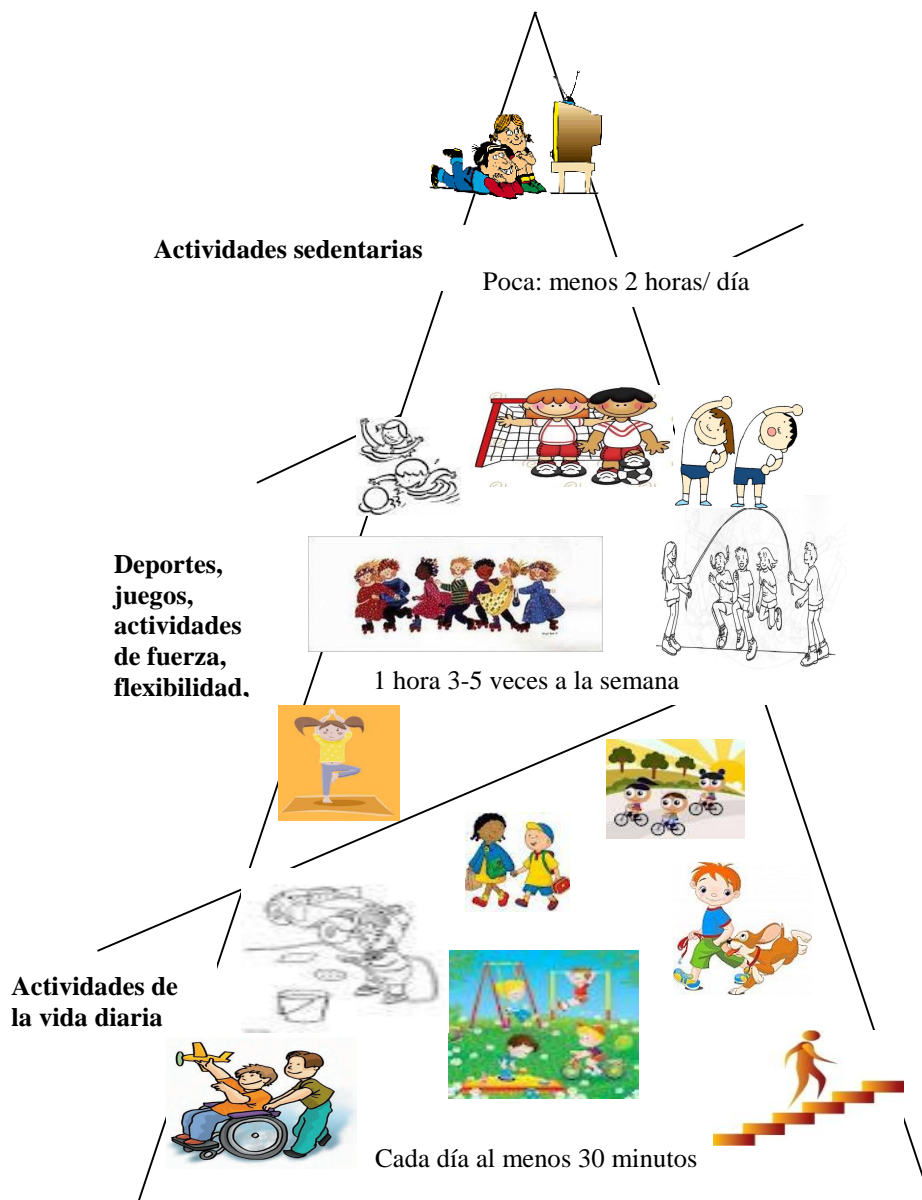 Actividades sedentarias
Poca: menos 2 horas/ día
Deportes,
juegos,
actividades
de fuerza,
flexibilidad,
1 hora 3-5 veces a la semana
Actividades de
la vida diaria
Cada día al menos 30 minutos